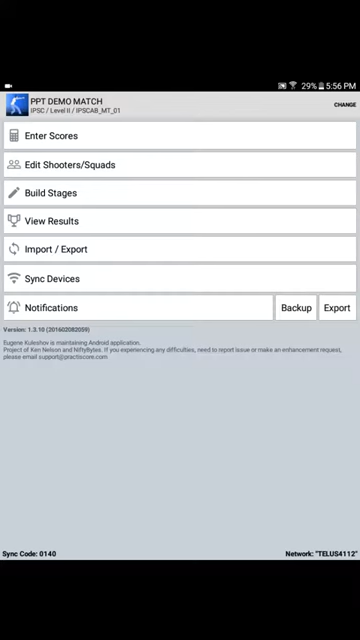 29% 5:56 PM
PPT DEMO MATCH
IPSC / Level II / IPSCAB_MT_01
CHANGE
Enter Scores
Edit Shooters/Squads
Build Stages
View Results
Import / Export
Sync Devices
Notifications Backup Export
Version: 1.3.10 (201602082059)
Eugene Kuleshov is maintaining Android application.
Project of Ken Nelson and NiftyBytes. If you experiencing any difficulties, need to report issue or make an enhancement request,
please email support@practiscore.com
Sync Code: 0140 Network: "TELUS4112"